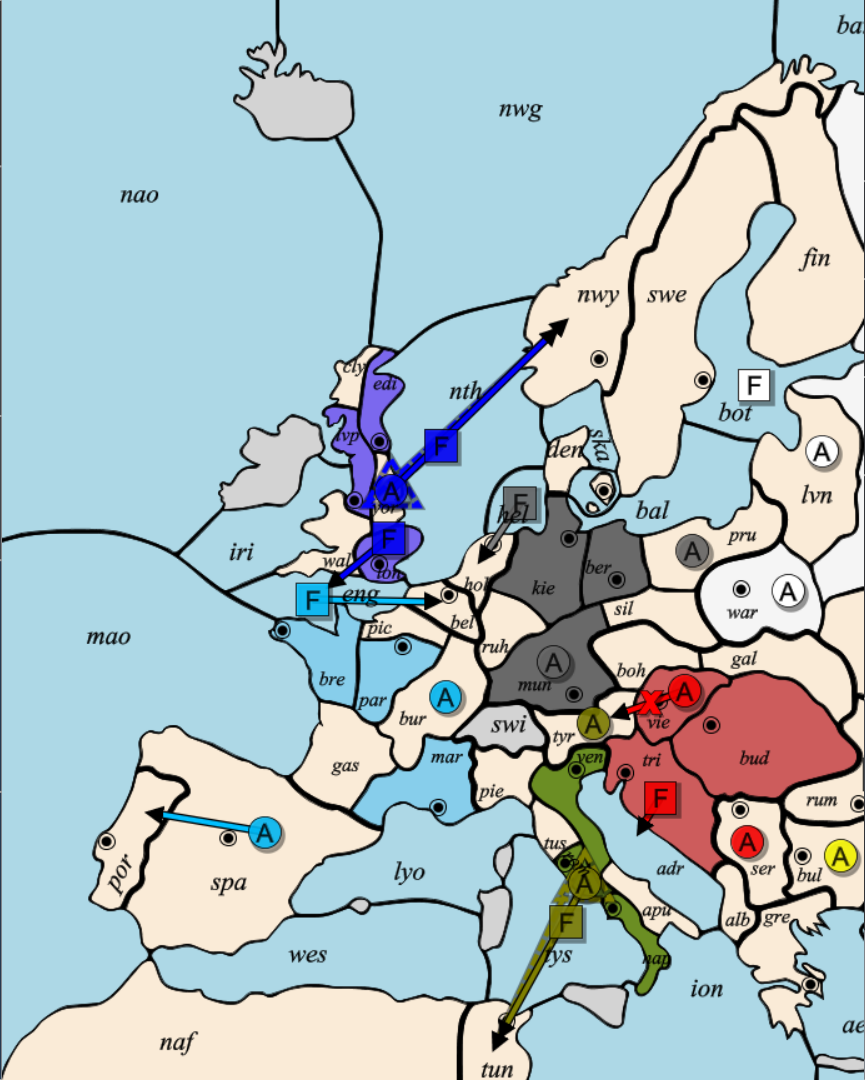 ba
nwg
nao
fin
nwy swe
cly
edi
nth
F
bot
F
lvp
A
lvn
den
ska
A
yor
F
hel
bal
pru
iri
F
wal
lon
A
hol
kie
ber
A
war
F
eng
bel
sil
mao
pic
ruh
bre
par
A
mun
boh
gal
A
bur
A
vie
swi
tyr
A
tri
bud
gas
mar
pie
ven
F
rum
A
spa
por
tus
lyo
adr
A
ser
A
bul
A
F
apu
alb
gre
wes
tys
nap
ion
ae
naf
tun